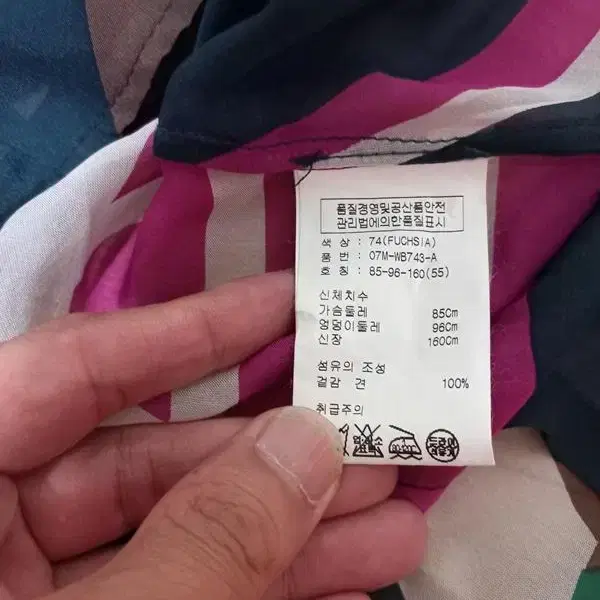 품질경영및공산품안전
관리법에의한품질표시
색 상 : 74(FUCHSIA)
품 번 : 07M-WB743-A
호 칭 : 85-96-160(55)
신체치수
가슴둘레 85Cm
엉덩이둘레 96Cm
신장 160Cm
섬유의 조성
겉감 견 100%
취급주의
드라이